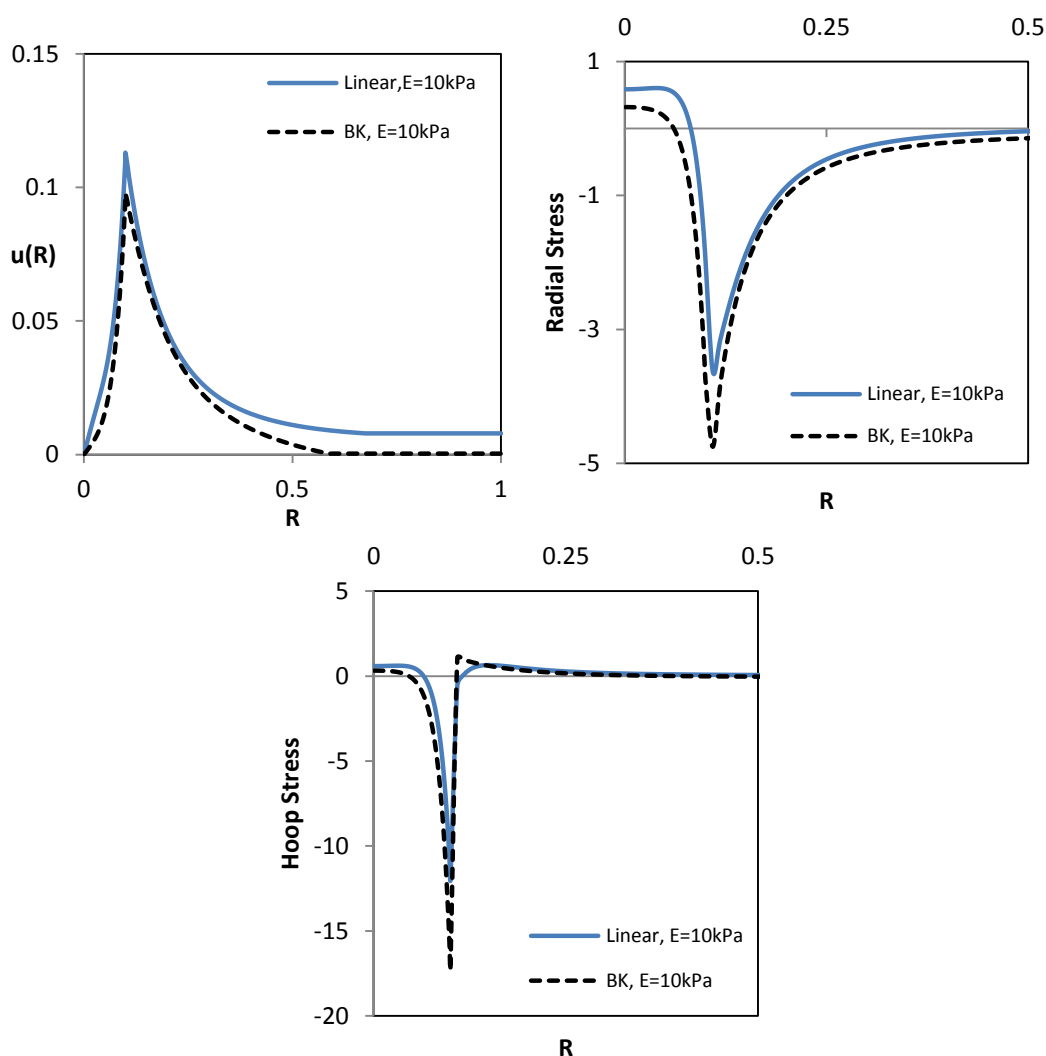 0.15
0.1
u(R)
0.05
0
0
0.5
1
R
Linear,E=10kPa
BK, E=10kPa
0
0.25
0.5
1
-1
-3
-5
Radial Stress
Linear, E=10kPa
BK, E=10kPa
R
0
0.25
0.5
5
0
-5
-10
-15
-20
Hoop Stress
Linear, E=10kPa
BK, E=10kPa
R